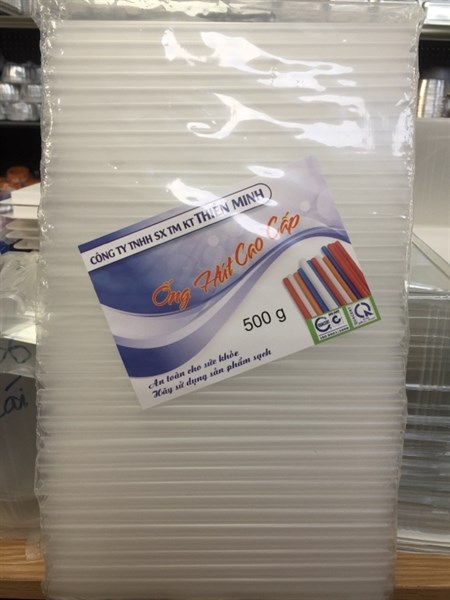 CÔNG TY TNHH SX TM KT THIÊN MINH
Ống Hút Cao Cấp
500 g
An toàn cho sức khỏe
Hãy sử dụng sản phẩm sạch